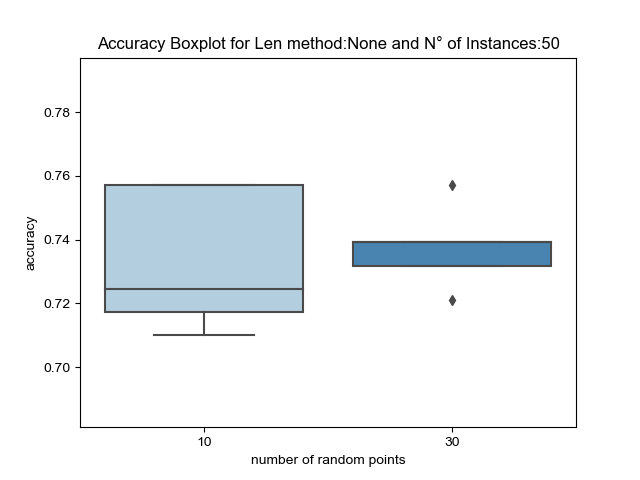 Accuracy Boxplot for Len method:None and N° of Instances:50
0.78
0.76
0.74
0.72
0.70
accuracy
10
30
number of random points